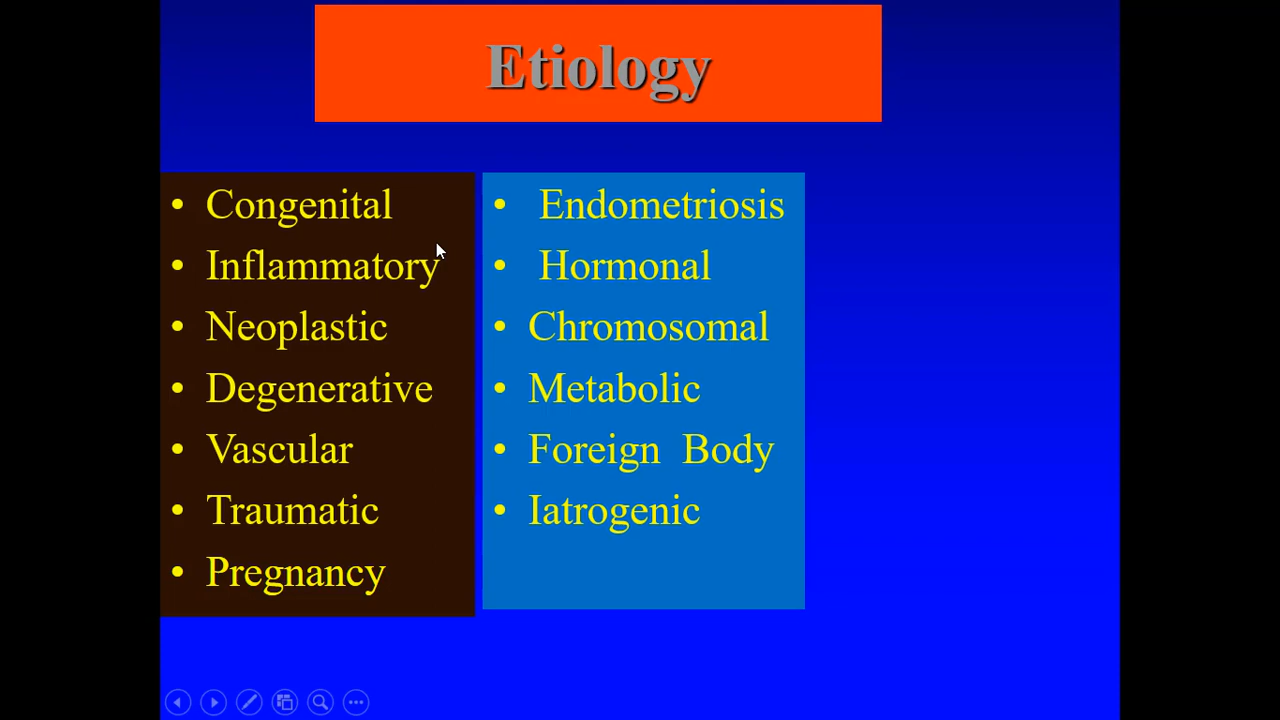 Etiology
• Congenital
• Inflammatory
• Neoplastic
• Degenerative
• Vascular
• Traumatic
• Pregnancy
• Endometriosis
• Hormonal
• Chromosomal
• Metabolic
• Foreign Body
• Iatrogenic